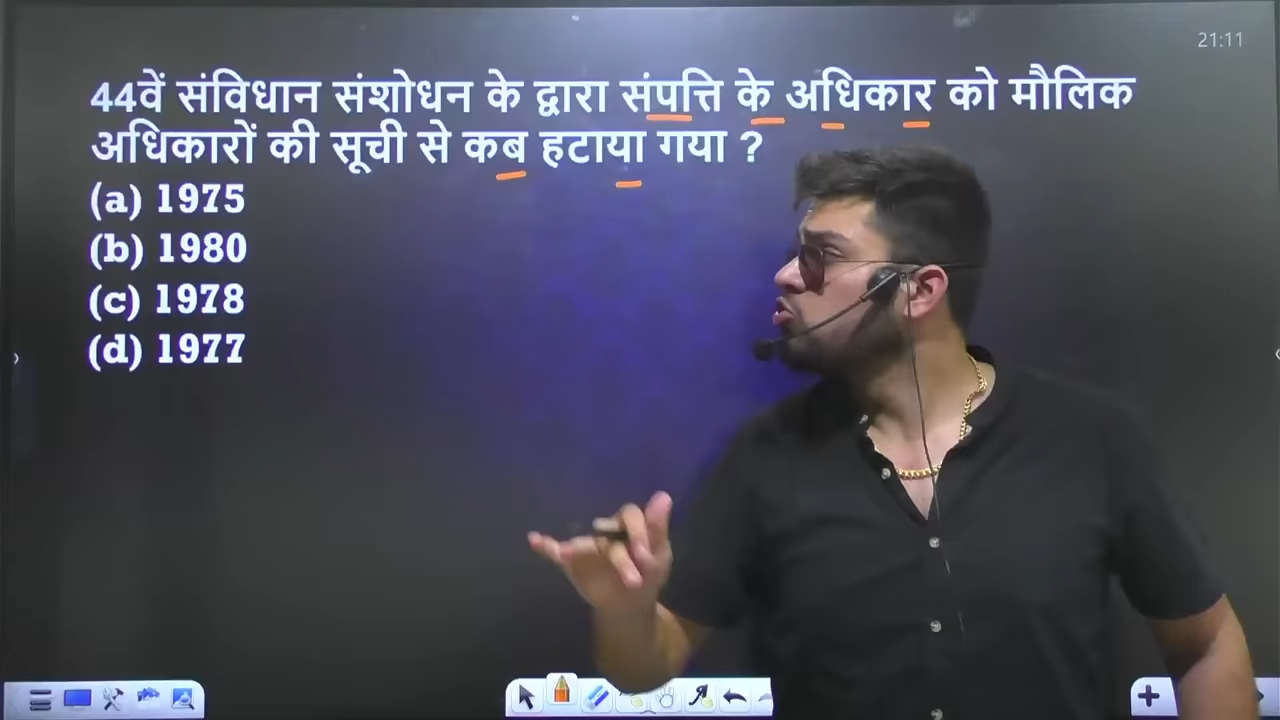 21:11
44वें संविधान संशोधन के द्वारा संपत्ति के अधिकार को मौलिक
अधिकारों की सूची से कब हटाया गया ?
(a) 1975
(b) 1980
(c) 1978
(d) 1977